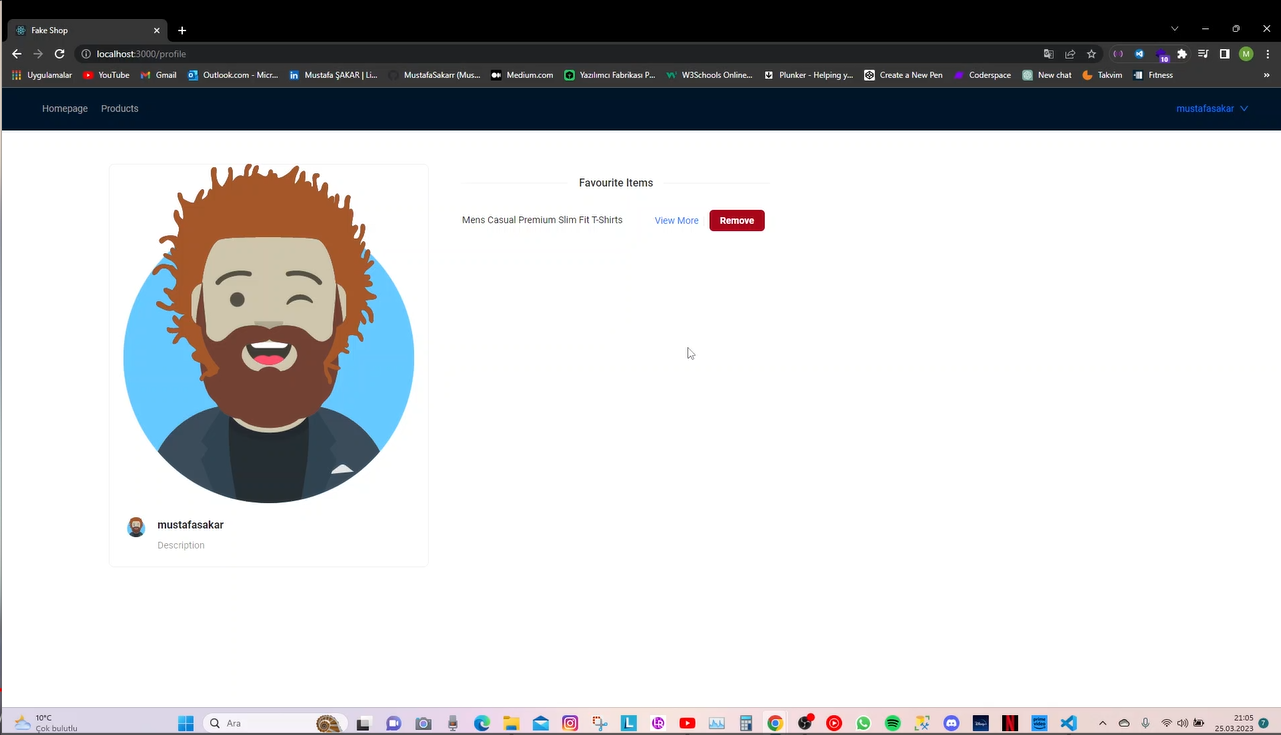 Fake Shop
localhost:3000/profile
Uygulamalar YouTube Gmail Outlook.com - Micr... Mustafa ŞAKAR | Li... MustafaSakarr (Mus... Medium.com Yazılımcı Fabrikası P... W3Schools Online... Plunker - Helping y... Create a New Pen Coderspace New chat Takvim Fitness »
10
M
Homepage Products mustafasakar
Favourite Items
Mens Casual Premium Slim Fit T-Shirts View More Remove
mustafasakar
Description
10°C
Çok bulutlu
Ara
21:05
25.03.2023
7